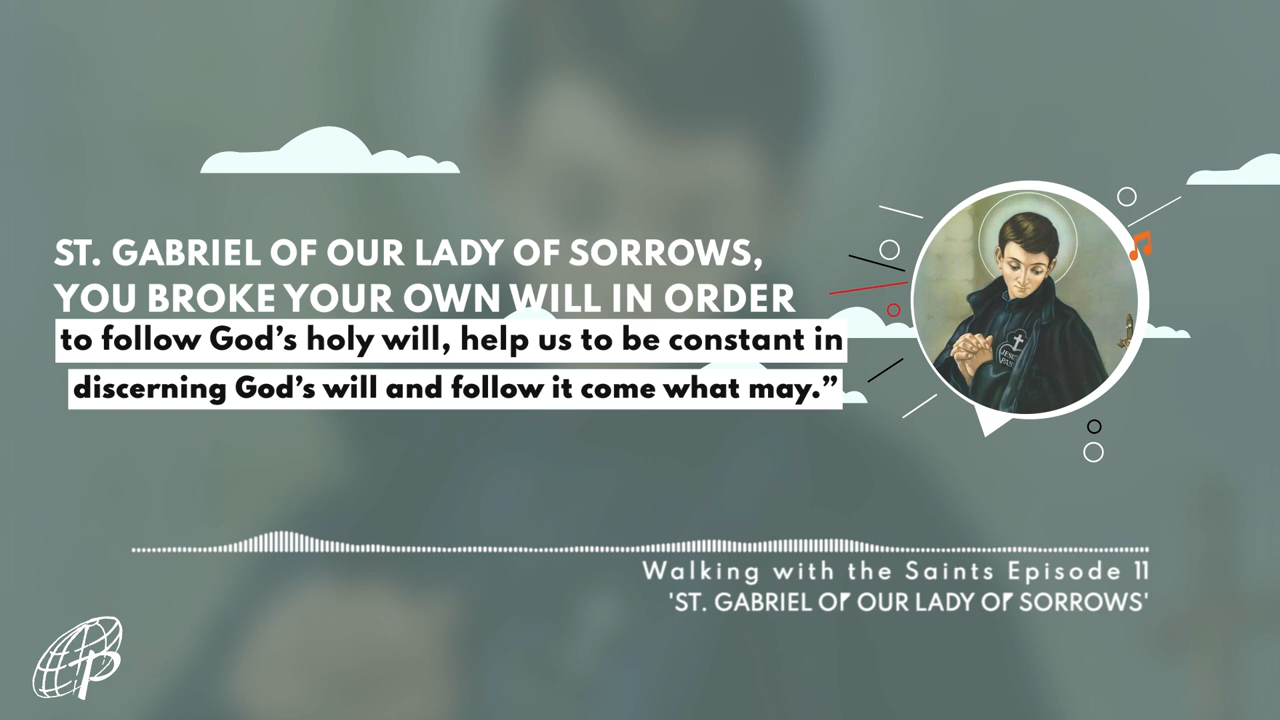 ST. GABRIEL OF OUR LADY OF SORROWS,
YOU BROKE YOUR OWN WILL IN ORDER
to follow God’s holy will, help us to be constant in
discerning God’s will and follow it come what may.”
JESU
PAS
Walking with the Saints Episode 11
'ST. GABRIEL OF OUR LADY OF SORROWS'